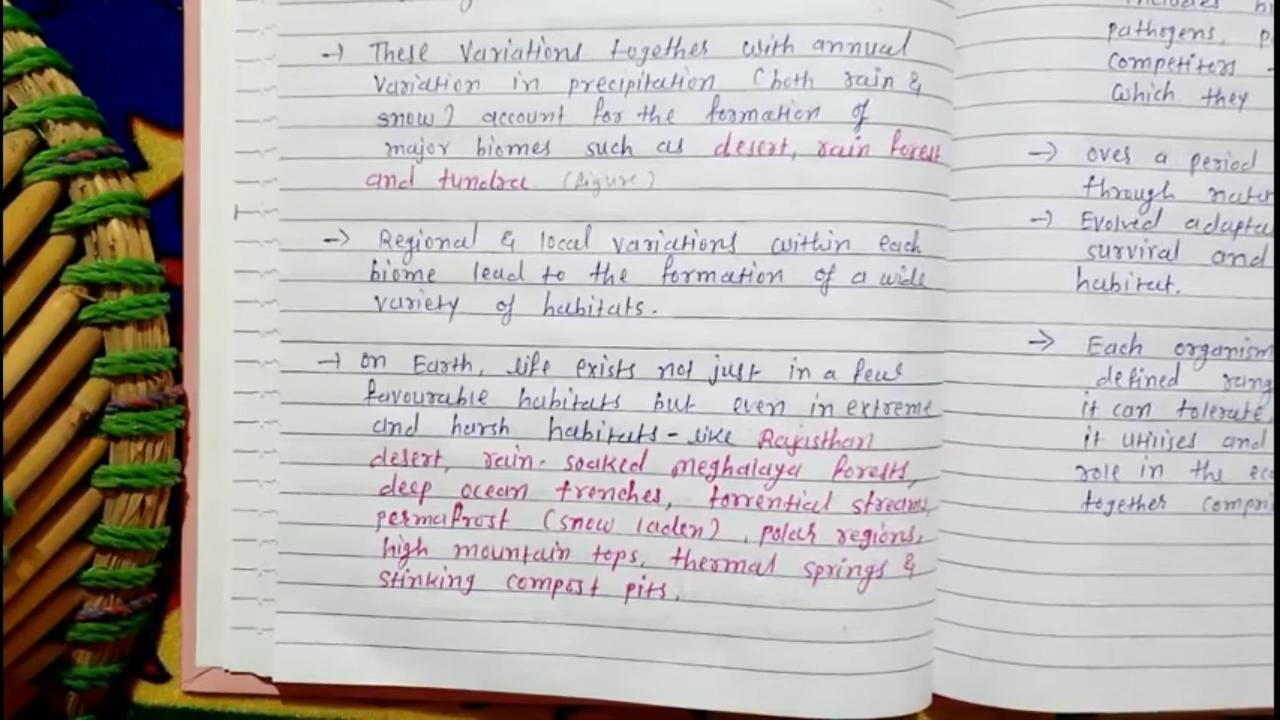 → These Variations together with annual
Variation in precipitation (both rain &
snow) account for the formation of
major biomes such as desert, rain forest
and tundra (figure)
→ Regional & local variations within each
biome lead to the formation of a wide
variety of habitats.
→ On Earth, life exists not just in a few
favourable habitats but even in extreme
and harsh habitats - like Rajasthan
desert, rain-soaked meghalaya forests,
deep ocean trenches, torrential streams,
permafrost (snow laden), polar regions,
high mountain tops, thermal springs &
stinking compost pits.
pathogens,
competitors
which they
→ over a period
through
→ Evolved
survival and
habitat.
→ Each organism
defined
it can tolerate,
it utilises and
role in the
together